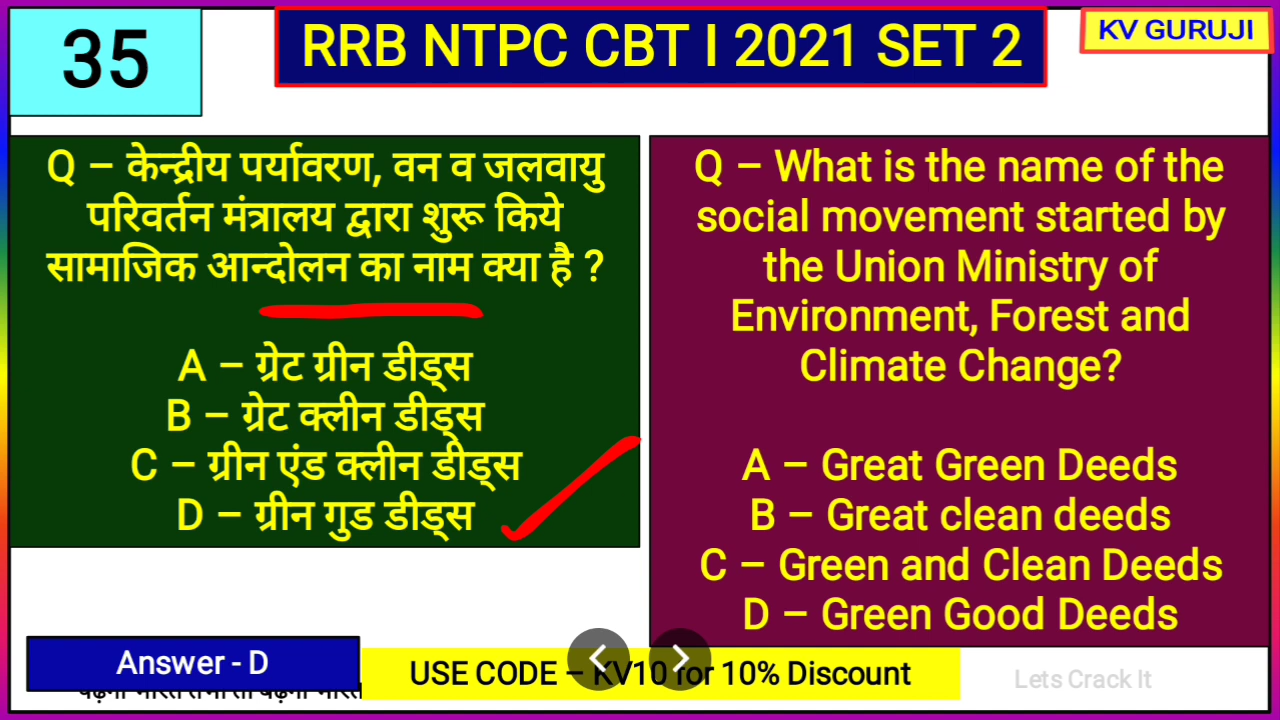 35
RRB NTPC CBT I 2021 SET 2
KV GURUJI
Q – केन्द्रीय पर्यावरण, वन व जलवायु
परिवर्तन मंत्रालय द्वारा शुरू किये
सामाजिक आन्दोलन का नाम क्या है ?
A – ग्रेट ग्रीन डीड्स
B – ग्रेट क्लीन डीड्स
C – ग्रीन एंड क्लीन डीड्स
D – ग्रीन गुड डीड्स
Q – What is the name of the
social movement started by
the Union Ministry of
Environment, Forest and
Climate Change?
A – Great Green Deeds
B – Great clean deeds
C – Green and Clean Deeds
D – Green Good Deeds
Answer - D
USE CODE – KV10 for 10% Discount
Lets Crack It